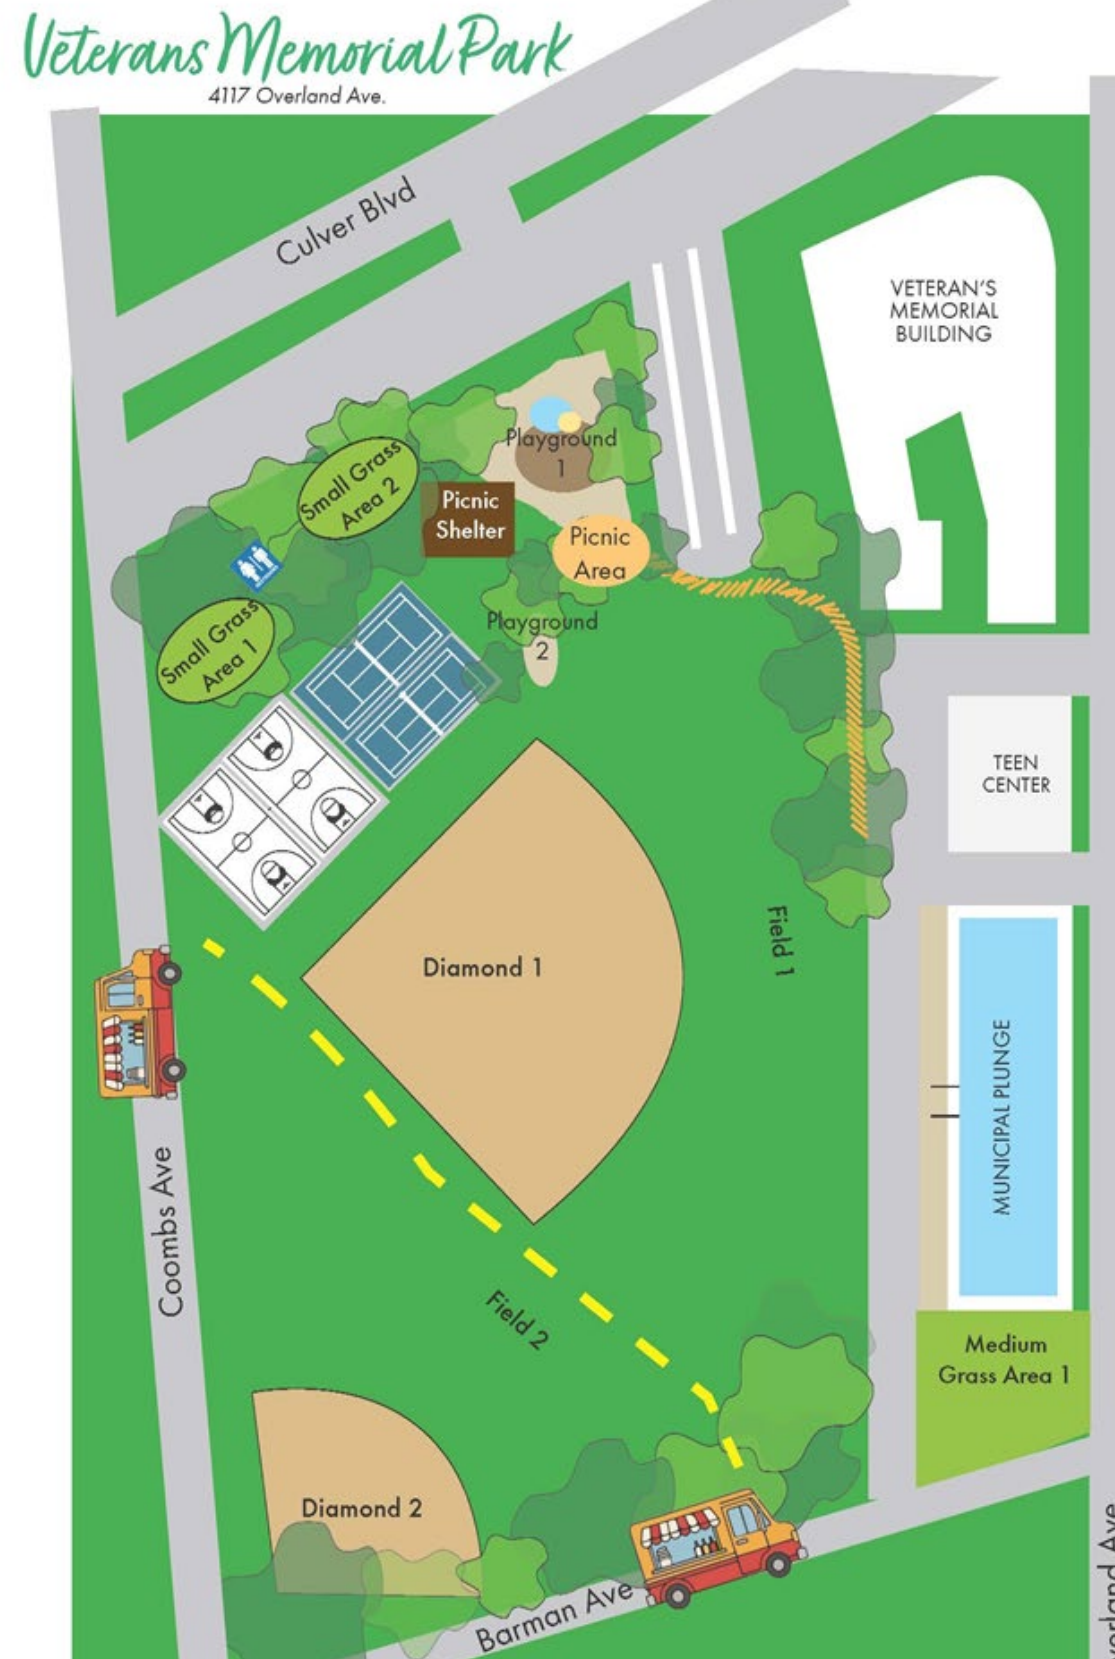 Veterans Memorial Park
4117 Overland Ave.
Culver Blvd
VETERAN'S
MEMORIAL
BUILDING
Playground
1
Small Grass
Area 2
Picnic
Shelter
Picnic
Area
Small Grass
Area 1
Playground
2
TEEN
CENTER
Field 1
Diamond 1
MUNICIPAL PLUNGE
Coombs Ave
Field 2
Medium
Grass Area 1
Diamond 2
Barman Ave